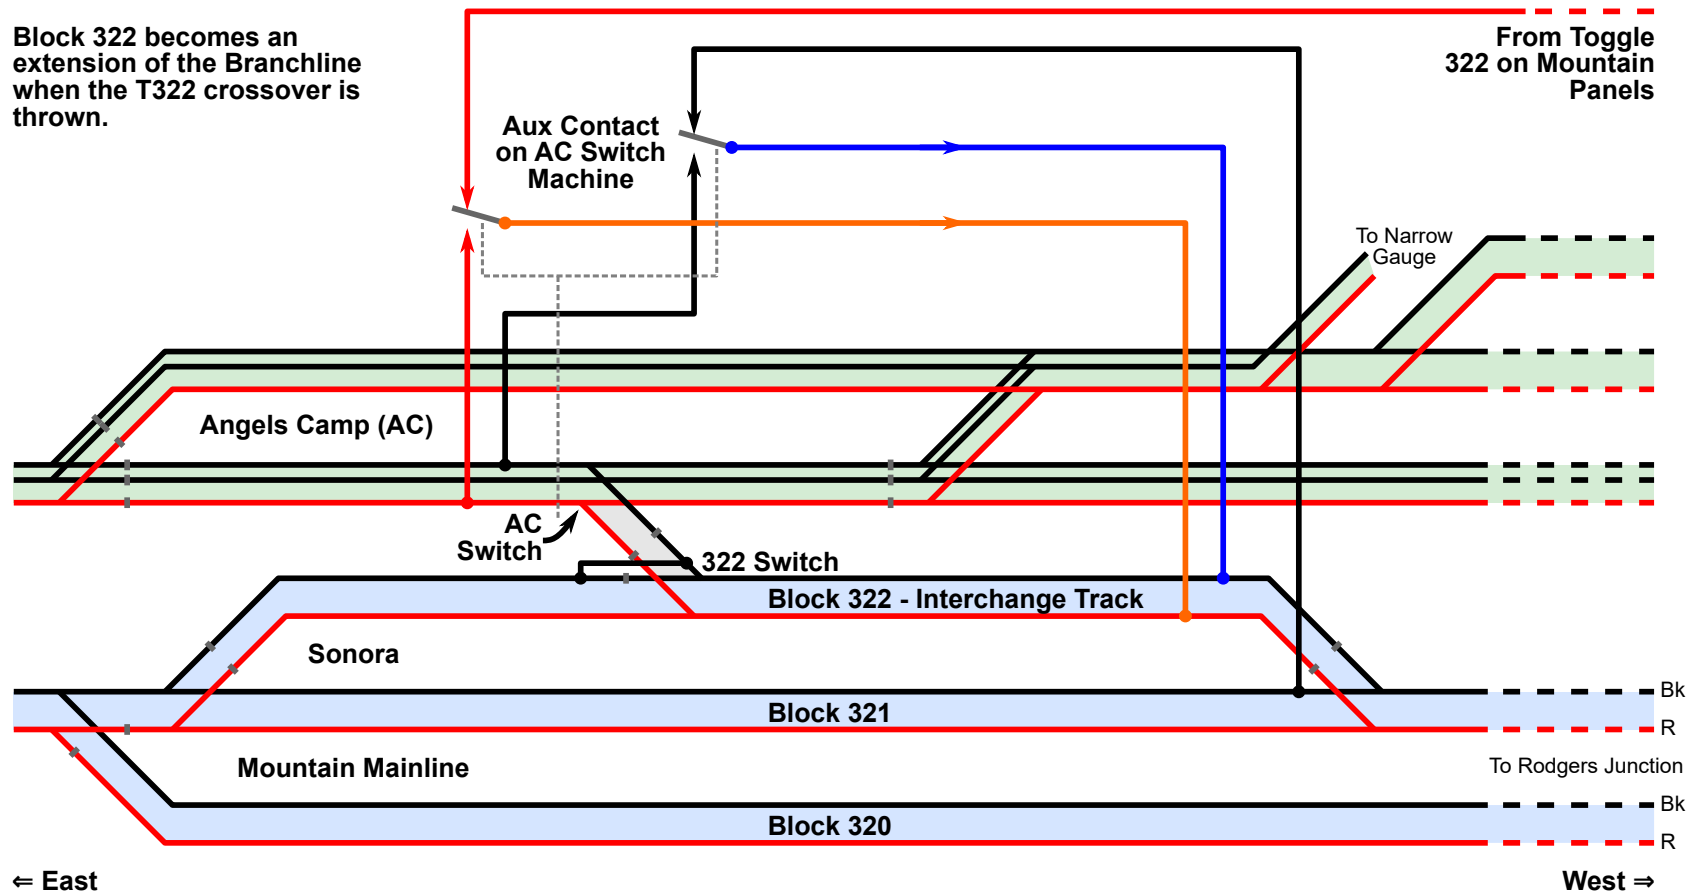 Block 322 becomes an
extension of the Branchline
when the T322 crossover is
thrown.
From Toggle
322 on Mountain
Panels
Aux Contact
on AC Switch
Machine
To Narrow
Gauge
Angels Camp (AC)
AC
Switch
322 Switch
Block 322 - Interchange Track
Sonora
Bk
Block 321
R
Mountain Mainline
To Rodgers Junction
Bk
Block 320
R
⇐ East
West ⇒